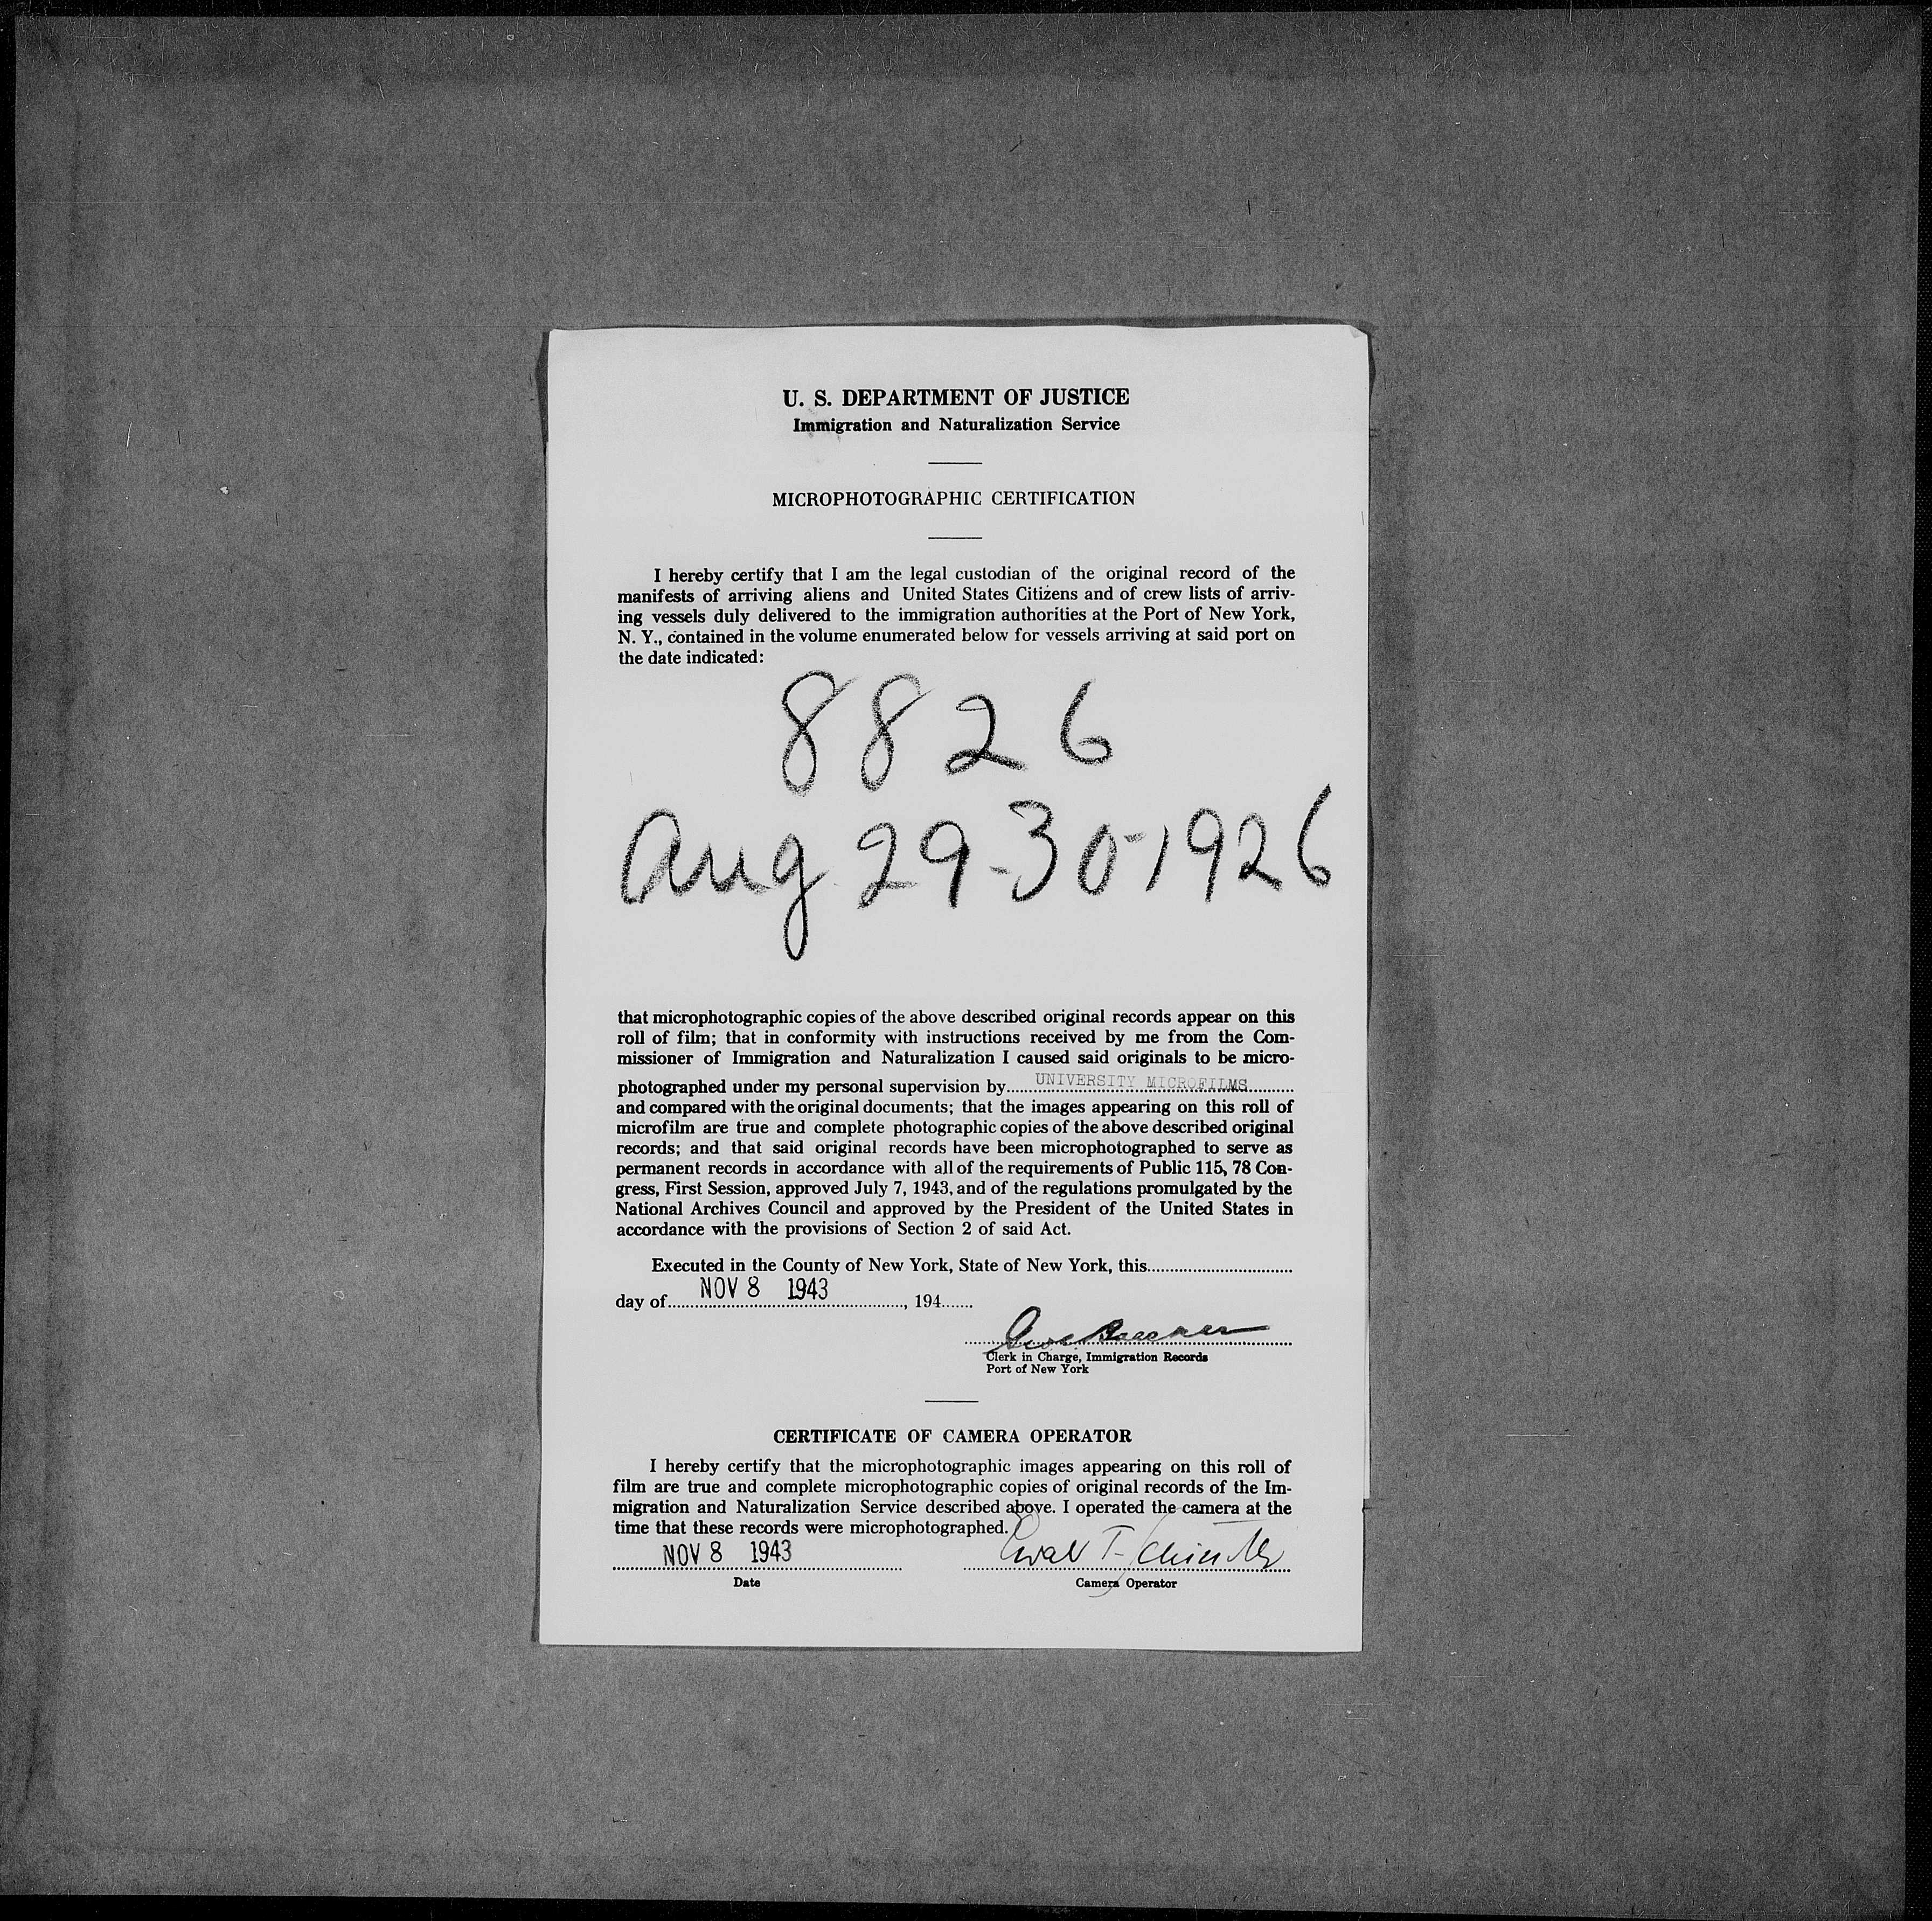 U. S. DEPARTMENT OF JUSTICE
Immigration and Naturalization Service
MICROPHOTOGRAPHIC CERTIFICATION
I hereby certify that I am the legal custodian of the original record of the
manifests of arriving aliens and United States Citizens and of crew lists of arriv-
ing vessels duly delivered to the immigration authorities at the Port of New York,
N. Y., contained in the volume enumerated below for vessels arriving at said port on
the date indicated:
8826
Aug 29-30-1926
that microphotographic copies of the above described original records appear on this
roll of film; that in conformity with instructions received by me from the Com-
missioner of Immigration and Naturalization I caused said originals to be micro-
photographed under my personal supervision by UNIVERSITY MICROFILMS
and compared with the original documents; that the images appearing on this roll of
microfilm are true and complete photographic copies of the above described original
records; and that said original records have been microphotographed to serve as
permanent records in accordance with all of the requirements of Public 115, 78 Con-
gress, First Session, approved July 7, 1943, and of the regulations promulgated by the
National Archives Council and approved by the President of the United States in
accordance with the provisions of Section 2 of said Act.
Executed in the County of New York, State of New York, this
day of NOV 8 1943, 194
Clerk in Charge, Immigration Records
Port of New York
CERTIFICATE OF CAMERA OPERATOR
I hereby certify that the microphotographic images appearing on this roll of
film are true and complete microphotographic copies of original records of the Im-
migration and Naturalization Service described above. I operated the camera at the
time that these records were microphotographed.
NOV 8 1943
Date
Camera Operator